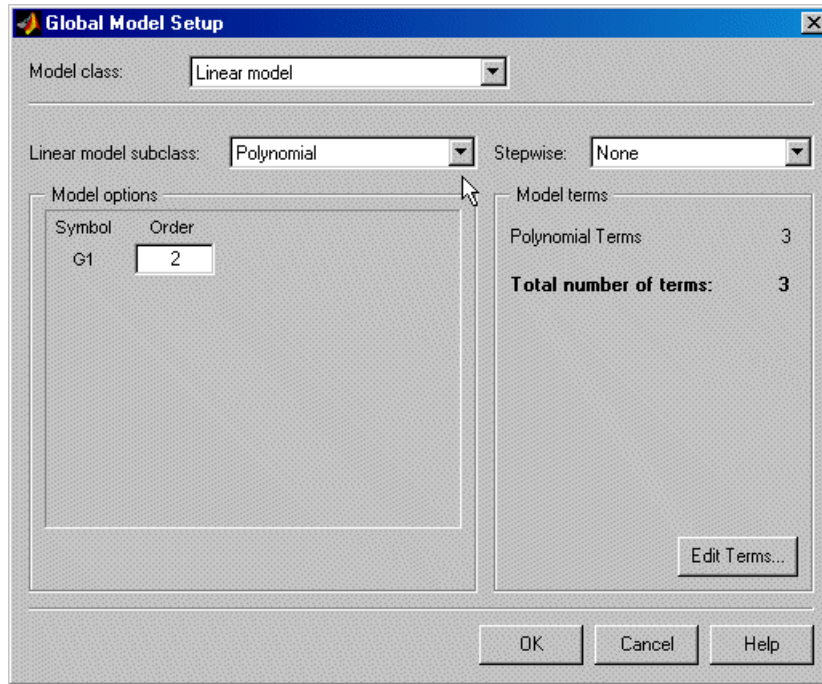 Global Model Setup
Model class: Linear model
Linear model subclass: Polynomial Stepwise: None
Model options Model terms
Symbol Order
G1 2
Polynomial Terms 3
Total number of terms: 3
Edit Terms...
OK Cancel Help